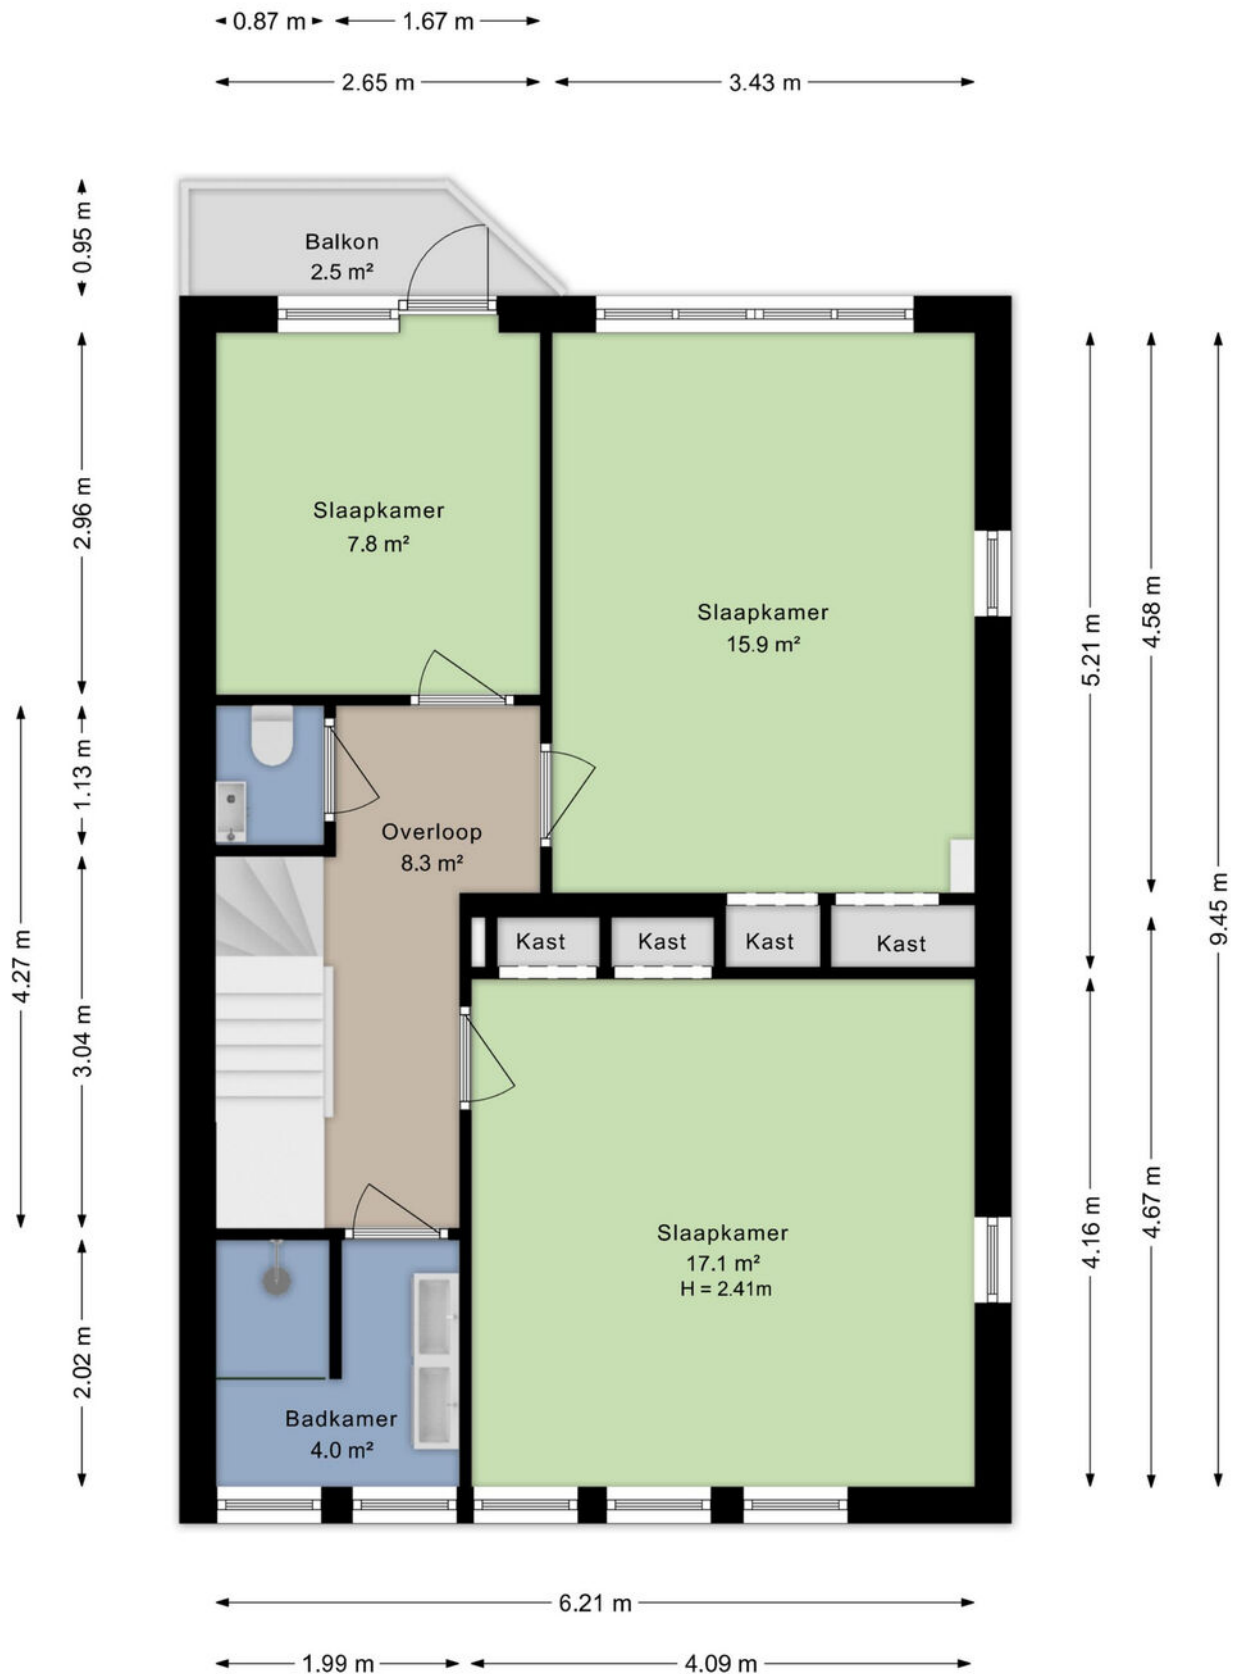 0.87 m
1.67 m
2.65 m
3.43 m
0.95 m
Balkon
2.5 m²
2.96 m
Slaapkamer
7.8 m²
Slaapkamer
15.9 m²
5.21 m
4.58 m
9.45 m
1.13 m
Overloop
8.3 m²
4.27 m
3.04 m
Kast
Kast
Kast
Kast
Slaapkamer
17.1 m²
H = 2.41m
4.16 m
4.67 m
2.02 m
Badkamer
4.0 m²
6.21 m
1.99 m
4.09 m